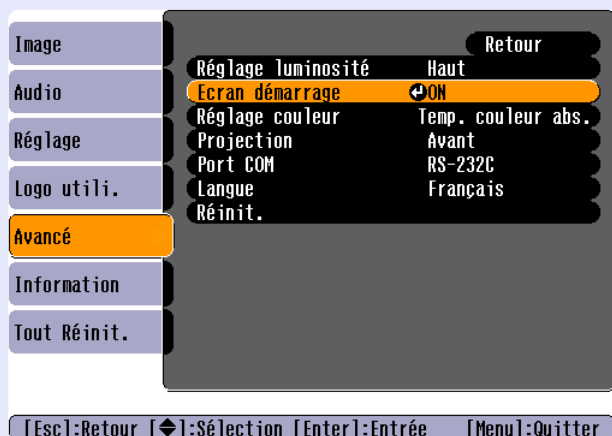 Image
Audio
Réglage
Logo utili.
Avancé
Information
Tout Réinit.
Retour
Réglage luminosité Haut
Ecran démarrage ON
Réglage couleur Temp. couleur abs.
Projection Avant
Port COM RS-232C
Langue Français
Réinit.
[Esc]:Retour [◆]:Sélection [Enter]:Entrée [Menu]:Quitter